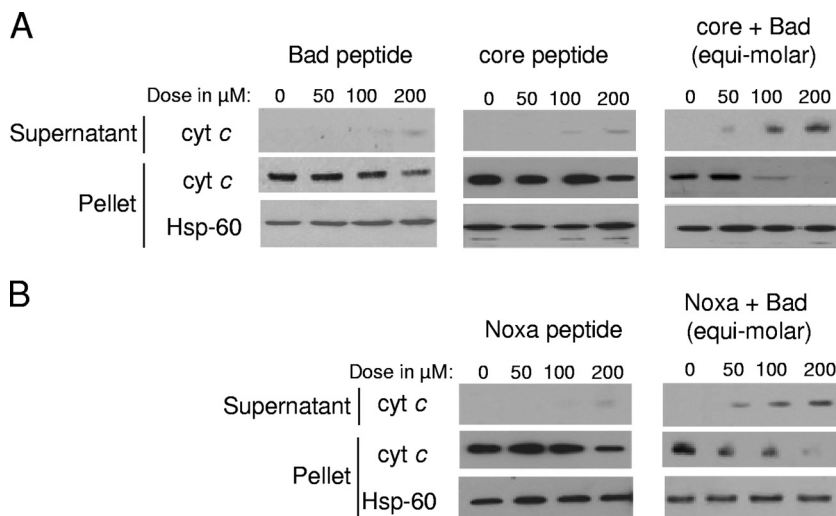 A
Bad peptide
core peptide
core + Bad
(equi-molar)
Dose in μM: 0 50 100 200 0 50 100 200 0 50 100 200
Supernatant cyt c
Pellet
cyt c
Hsp-60
B
Noxa peptide
Noxa + Bad
(equi-molar)
Dose in μM: 0 50 100 200 0 50 100 200
Supernatant cyt c
Pellet
cyt c
Hsp-60